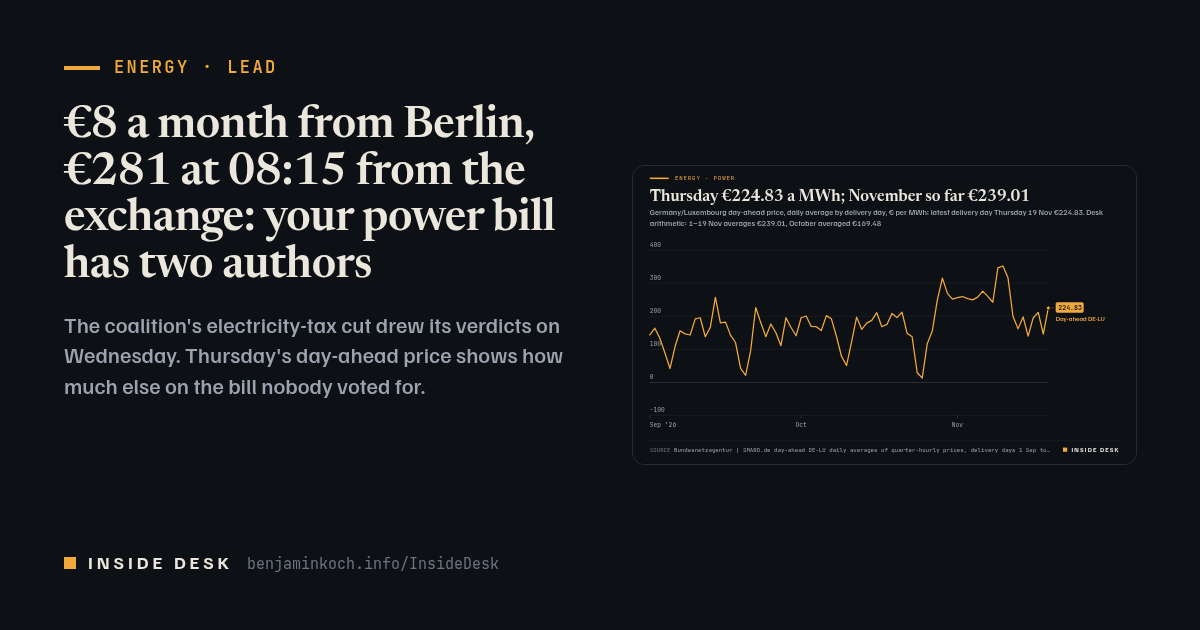 ENERGY · LEAD
€8 a month from Berlin,
€281 at 08:15 from the
exchange: your power bill
has two authors
The coalition's electricity-tax cut drew its verdicts on
Wednesday. Thursday's day-ahead price shows how
much else on the bill nobody voted for.
ENERGY · POWER
Thursday €224.83 a MWh; November so far €239.01
Germany/Luxembourg day-ahead price, daily average by delivery day, € per MWh: latest delivery day Thursday 19 Nov €224.83. Desk
arithmetic: 1–19 Nov averages €239.01, October averaged €169.48
400
300
200
100
0
-100
224.83
Day-ahead DE-LU
Sep '26
Oct
Nov
SOURCE Bundesnetzagentur | SMARD.de day-ahead DE-LU daily averages of quarter-hourly prices, delivery days 1 Sep to…
INSIDE DESK
INSIDE DESK benjaminkoch.info/InsideDesk